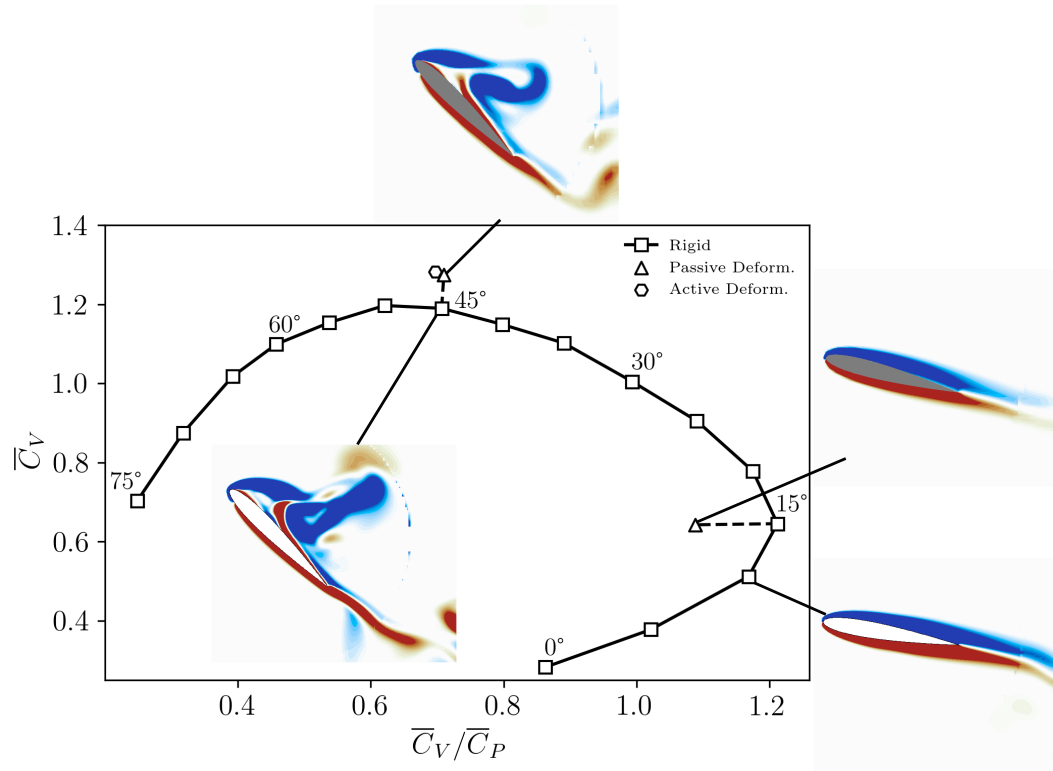 1.4
Rigid
Passive Deform.
Active Deform.
1.2
45°
60°
30°
1.0
0.8
C̅_V
75°
15°
0.6
0.4
0°
0.4 0.6 0.8 1.0 1.2
C̅_V/C̅_P